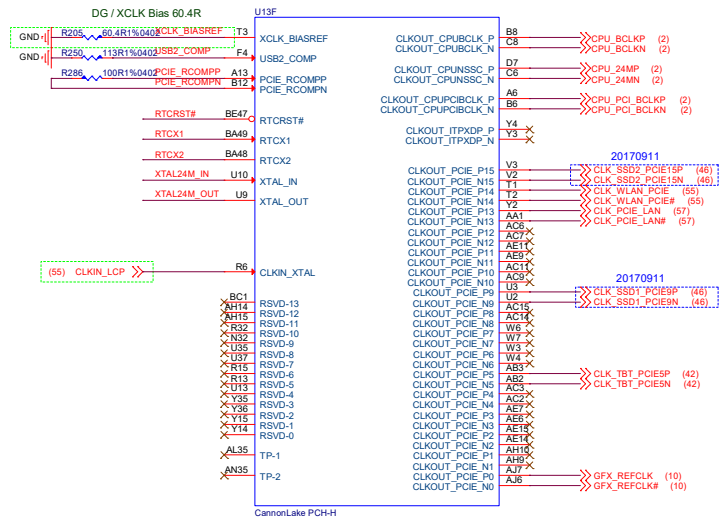 DG / XCLK Bias 60.4R
U13F
GND R205 60.4R1%0402 XCLK_BIASREF T3 XCLK_BIASREF
GND R250 113R1%0402 USB2_COMP F4 USB2_COMP
R286 100R1%0402 PCIE_RCOMPP A13 PCIE_RCOMPP
PCIE_RCOMPN B12 PCIE_RCOMPN
RTCRST# BE47 RTCRST#
RTCX1 BA49 RTCX1
RTCX2 BA48 RTCX2
XTAL24M_IN U10 XTAL_IN
XTAL24M_OUT U9 XTAL_OUT
(55) CLKIN_LCP R6 CLKIN_XTAL
BC1 RSVD-13
AH14 RSVD-12
AH15 RSVD-11
R32 RSVD-10
N32 RSVD-9
U35 RSVD-8
U37 RSVD-7
R15 RSVD-6
R13 RSVD-5
U13 RSVD-4
Y35 RSVD-3
Y36 RSVD-2
Y15 RSVD-1
Y14 RSVD-0
AL35 TP-1
AN35 TP-2
CLKOUT_CPUBCLK_P B8 CPU_BCLKP (2)
CLKOUT_CPUBCLK_N C8 CPU_BCLKN (2)
CLKOUT_CPUNSSC_P D7 CPU_24MP (2)
CLKOUT_CPUNSSC_N C6 CPU_24MN (2)
CLKOUT_CPUPCIBCLK_P A6 CPU_PCI_BCLKP (2)
CLKOUT_CPUPCIBCLK_N B6 CPU_PCI_BCLKN (2)
CLKOUT_ITPXDP_P Y4
CLKOUT_ITPXDP_N Y3
20170911
CLKOUT_PCIE_P15 V3 CLK_SSD2_PCIE15P (46)
CLKOUT_PCIE_N15 V2 CLK_SSD2_PCIE15N (46)
CLKOUT_PCIE_P14 T1 CLK_WLAN_PCIE (55)
CLKOUT_PCIE_N14 T2 CLK_WLAN_PCIE# (55)
CLKOUT_PCIE_P13 Y2 CLK_PCIE_LAN (57)
CLKOUT_PCIE_N13 AA1 CLK_PCIE_LAN# (57)
CLKOUT_PCIE_P12 AC6
CLKOUT_PCIE_N12 AC7
CLKOUT_PCIE_P11 AE11
CLKOUT_PCIE_N11 AE9
CLKOUT_PCIE_P10 AC11
CLKOUT_PCIE_N10 AC9
20170911
CLKOUT_PCIE_P9 U3 CLK_SSD1_PCIE9P (46)
CLKOUT_PCIE_N9 U2 CLK_SSD1_PCIE9N (46)
CLKOUT_PCIE_P8 AC15
CLKOUT_PCIE_N8 AC14
CLKOUT_PCIE_P7 W6
CLKOUT_PCIE_N7 W7
CLKOUT_PCIE_P6 W3
CLKOUT_PCIE_N6 W4
CLKOUT_PCIE_P5 AB3 CLK_TBT_PCIE5P (42)
CLKOUT_PCIE_N5 AB2 CLK_TBT_PCIE5N (42)
CLKOUT_PCIE_P4 AC3
CLKOUT_PCIE_N4 AC2
CLKOUT_PCIE_P3 AE7
CLKOUT_PCIE_N3 AE6
CLKOUT_PCIE_P2 AE15
CLKOUT_PCIE_N2 AE14
CLKOUT_PCIE_P1 AH10
CLKOUT_PCIE_N1 AH9
CLKOUT_PCIE_P0 AJ7 GFX_REFCLK (10)
CLKOUT_PCIE_N0 AJ6 GFX_REFCLK# (10)
CannonLake PCH-H